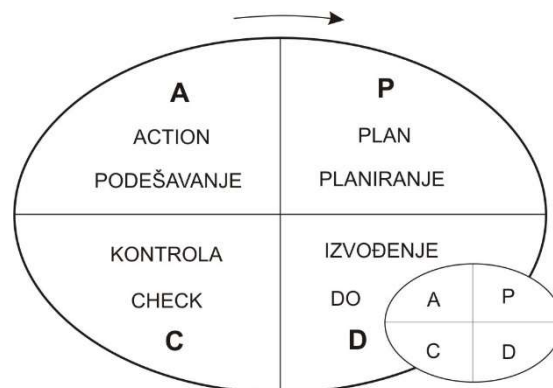 A
ACTION
PODEŠAVANJE
P
PLAN
PLANIRANJE
KONTROLA
CHECK
C
IZVOĐENJE
DO
D
A P
C D